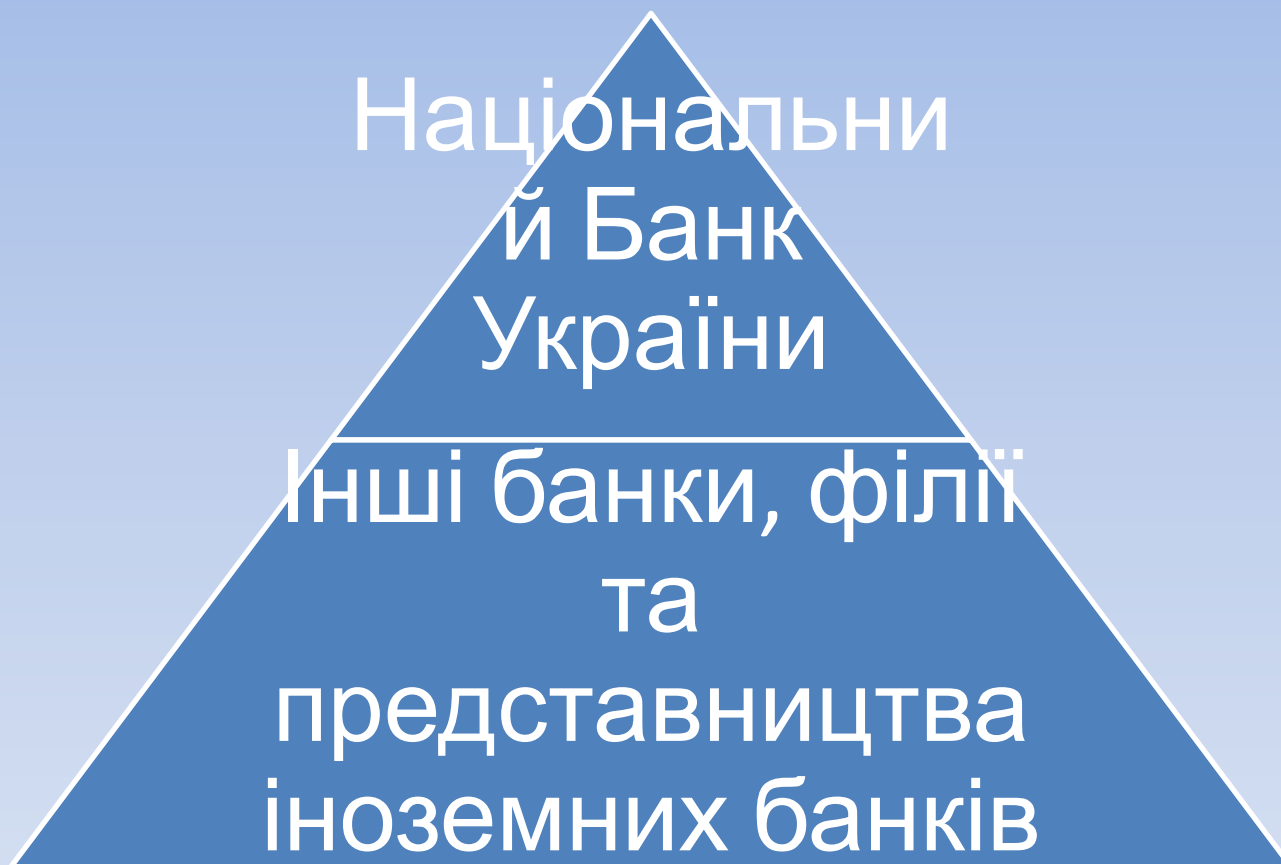 Національни
й Банк
України
Інші банки, філії
та
представництва
іноземних банків